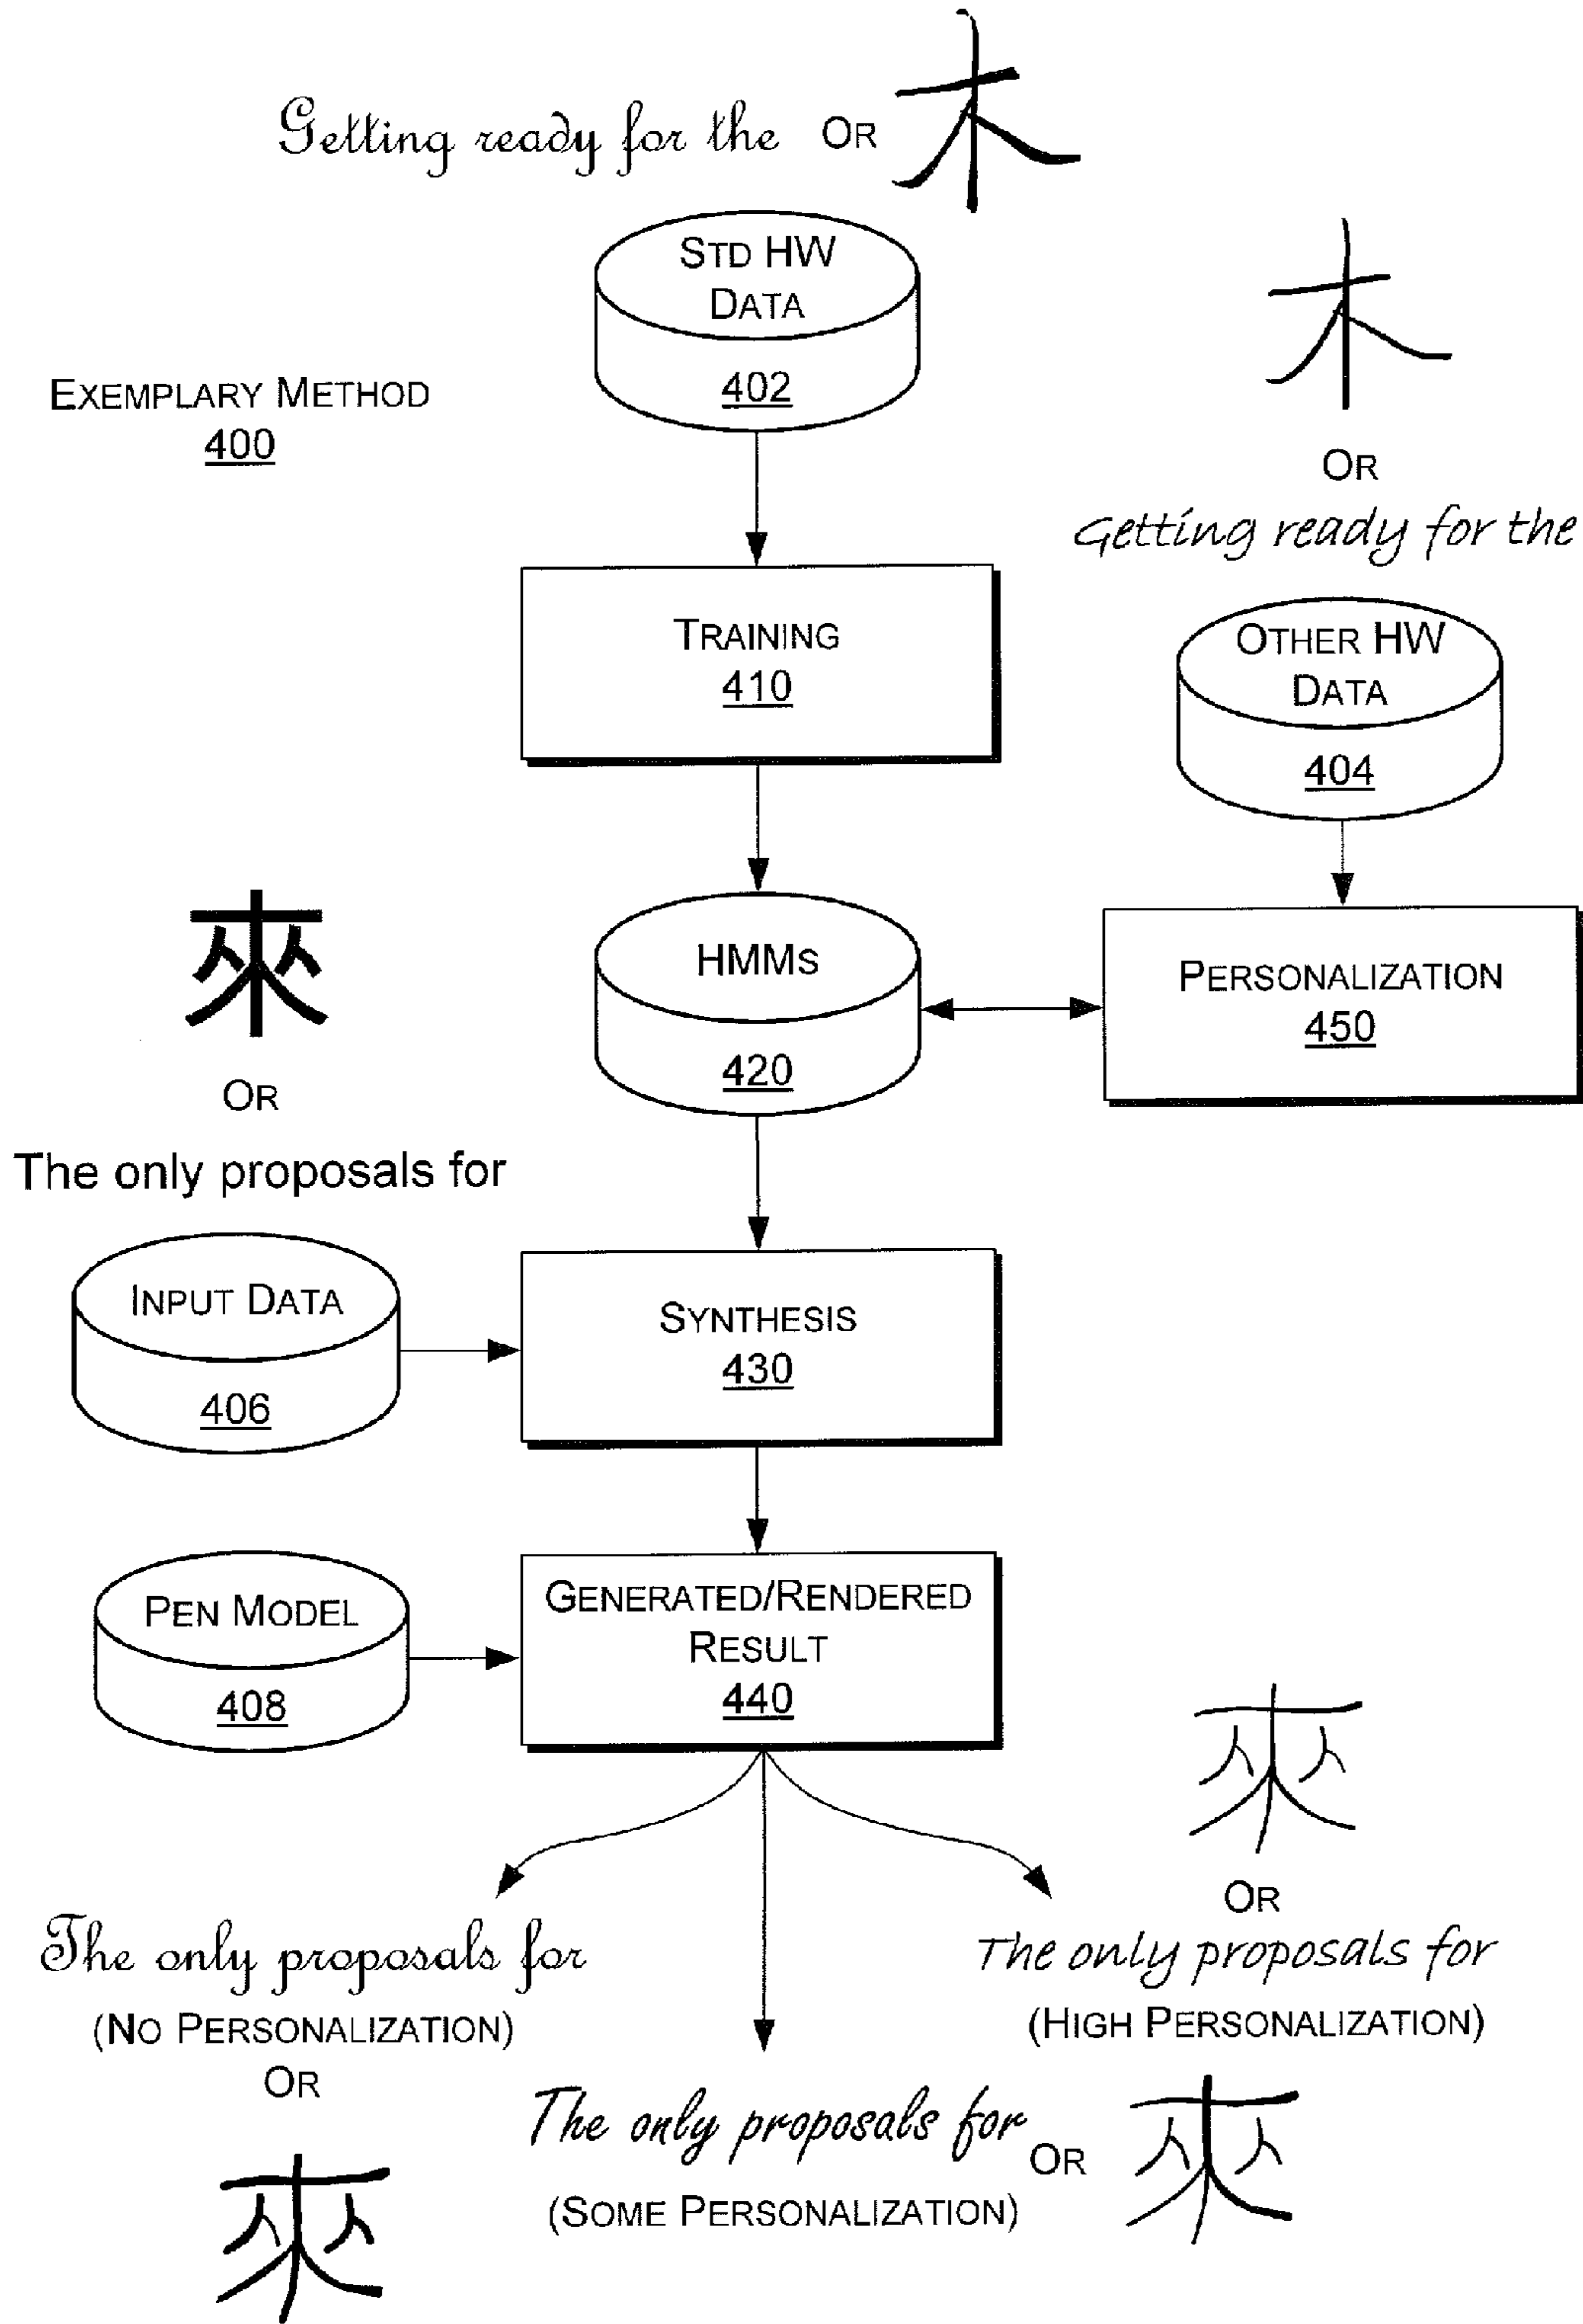 Getting ready for the OR 木
STD HW
DATA
402
EXEMPLARY METHOD
400
木
OR
Getting ready for the
TRAINING
410
OTHER HW
DATA
404
來
OR
The only proposals for
HMMS
420
PERSONALIZATION
450
INPUT DATA
406
SYNTHESIS
430
PEN MODEL
408
GENERATED/RENDERED
RESULT
440
The only proposals for
(NO PERSONALIZATION)
OR
來
The only proposals for OR 來
(SOME PERSONALIZATION)
來
OR
The only proposals for
(HIGH PERSONALIZATION)